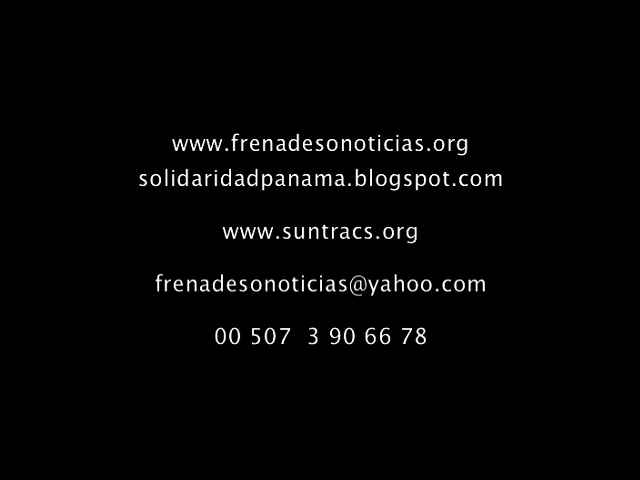 www.frenadesonoticias.org
solidaridadpanama.blogspot.com
www.suntracs.org
frenadesonoticias@yahoo.com
00 507  3 90 66 78